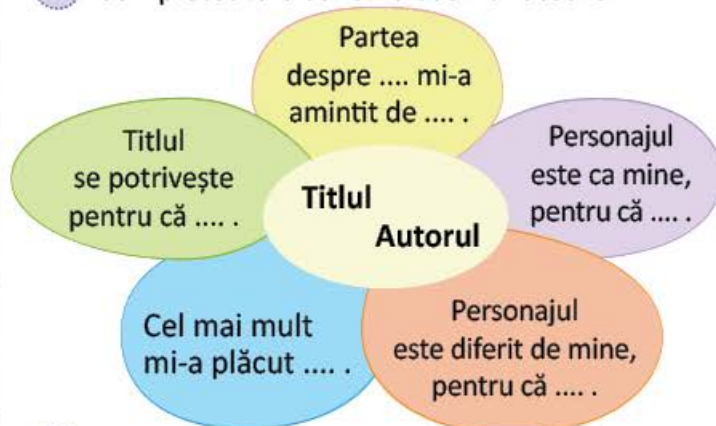 Partea
despre .... mi-a
amintit de .... .
Titlul
se potrivește
pentru că .... .
Personajul
este ca mine,
pentru că .... .
Titlul
Autorul
Cel mai mult
mi-a plăcut .... .
Personajul
este diferit de mine,
pentru că .... .